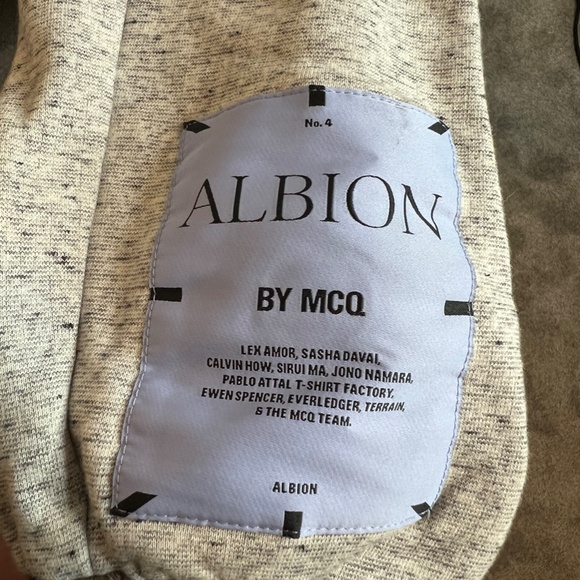 No. 4
ALBION
BY MCQ
LEX AMOR, SASHA DAVAI,
CALVIN HOW, SIRUI MA, JONO NAMARA,
PABLO ATTAL T-SHIRT FACTORY,
EWEN SPENCER, EVERLEDGER, TERRAIN,
& THE MCQ TEAM.
ALBION